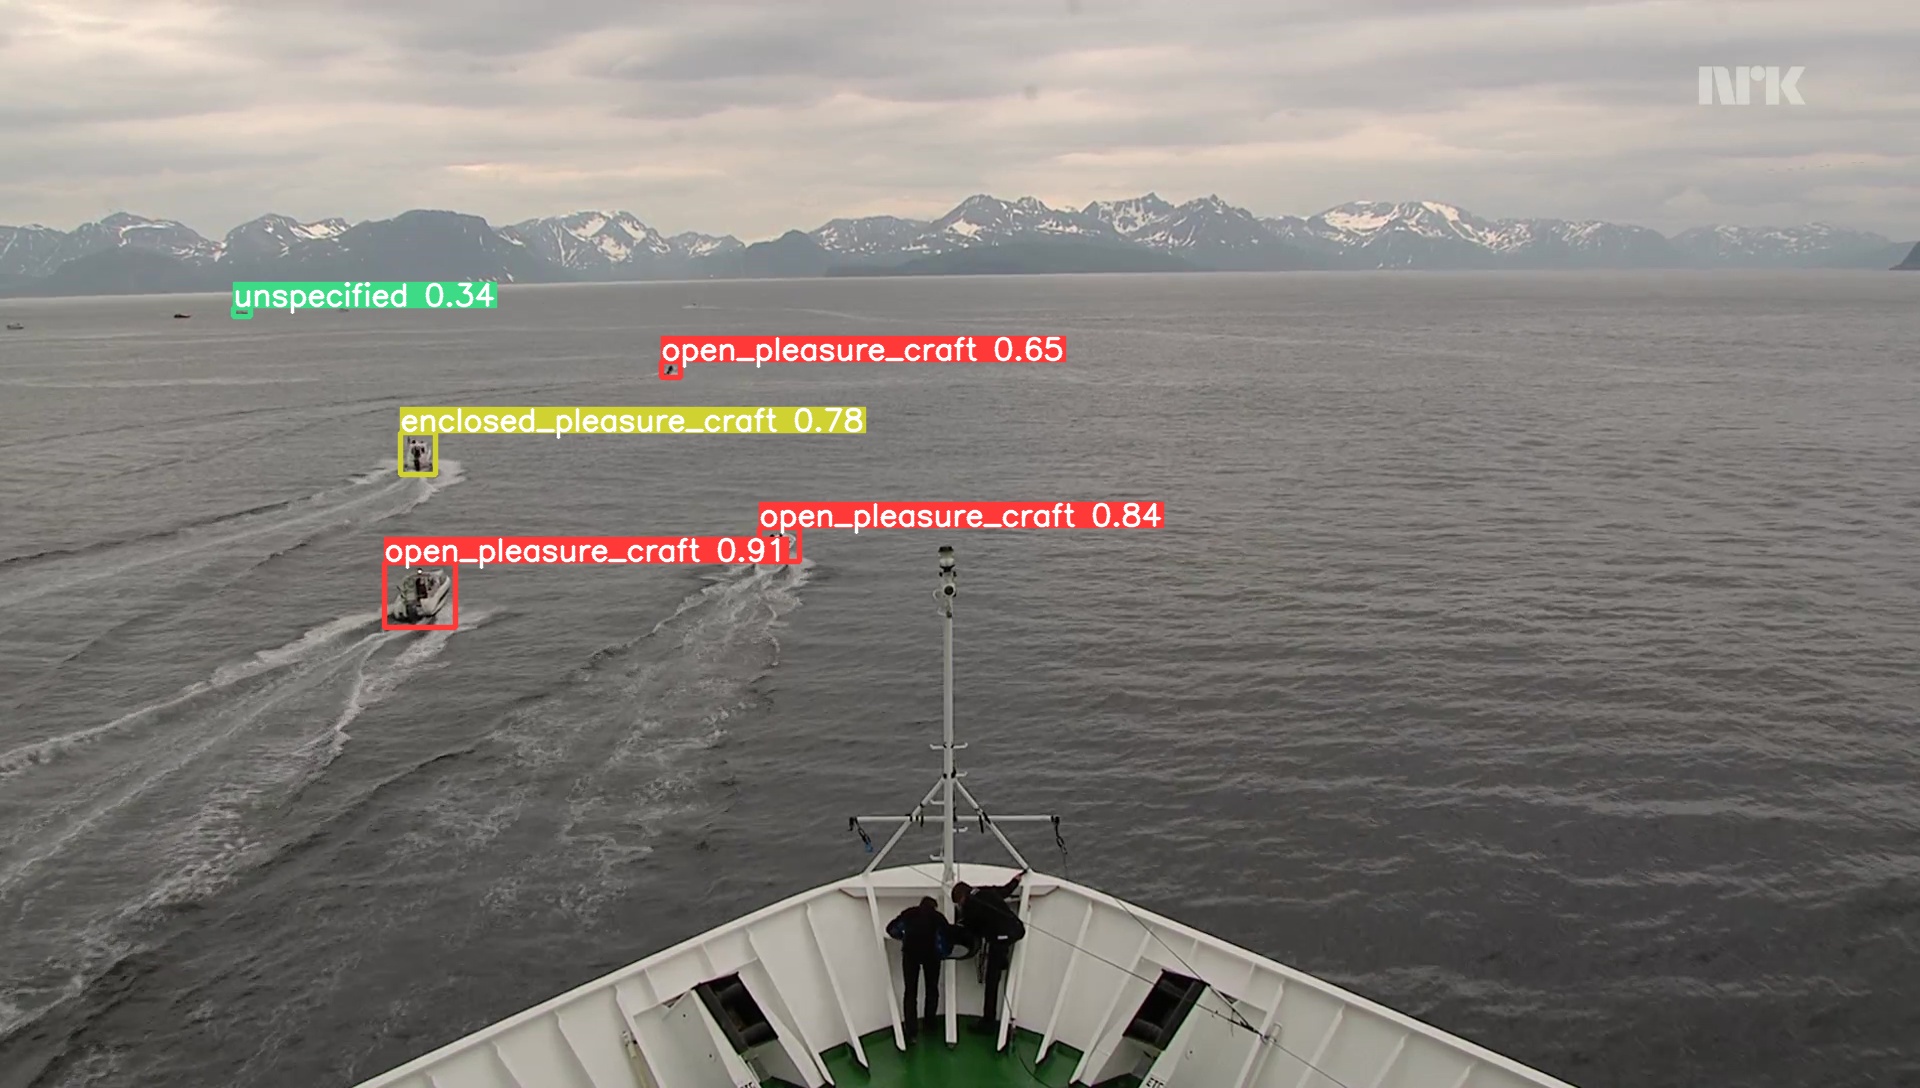 NRK
unspecified 0.34
open_pleasure_craft 0.65
enclosed_pleasure_craft 0.78
open_pleasure_craft 0.84
open_pleasure_craft 0.91